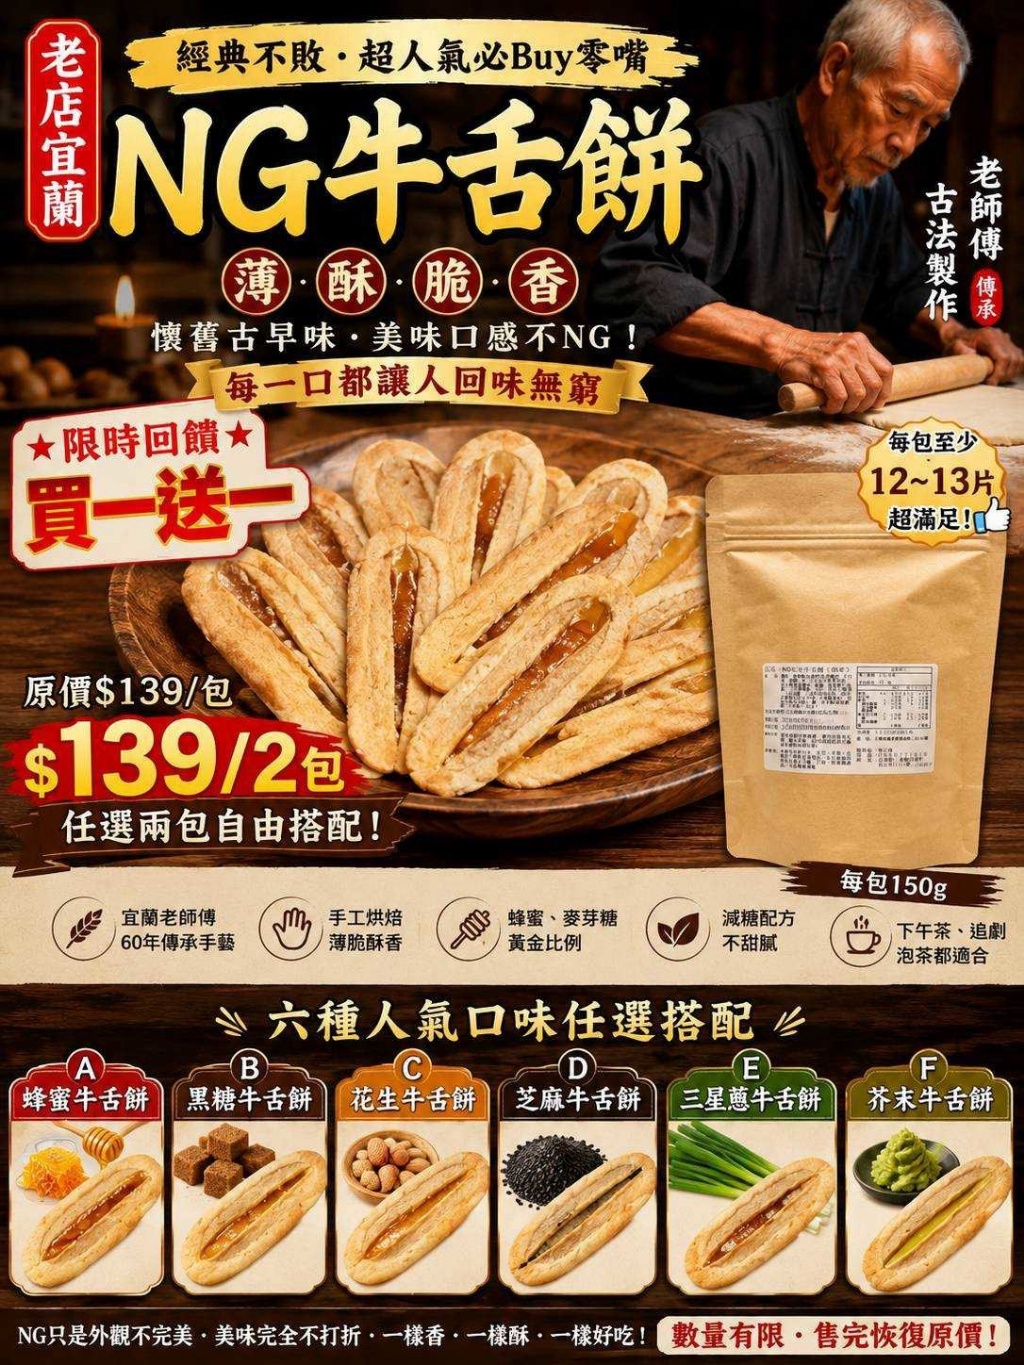 老店宜蘭
經典不敗·超人氣必Buy零嘴
NG牛舌餅
薄·酥·脆·香
懷舊古早味·美味口感不NG！
每一口都讓人回味無窮
老師傅
古法製作
傳承
★限時回饋★
買一送一
每包至少
12~13片
超滿足!
原價$139/包
$139/2包
任選兩包自由搭配!
每包150g
宜蘭老師傅
60年傳承手藝
手工烘焙
薄脆酥香
蜂蜜、麥芽糖
黃金比例
減糖配方
不甜膩
下午茶、追劇
泡茶都適合
六種人氣口味任選搭配
A
蜂蜜牛舌餅
B
黑糖牛舌餅
C
花生牛舌餅
D
芝麻牛舌餅
E
三星蔥牛舌餅
F
芥末牛舌餅
NG只是外觀不完美·美味完全不打折·一樣香·一樣酥·一樣好吃!
數量有限·售完恢復原價!